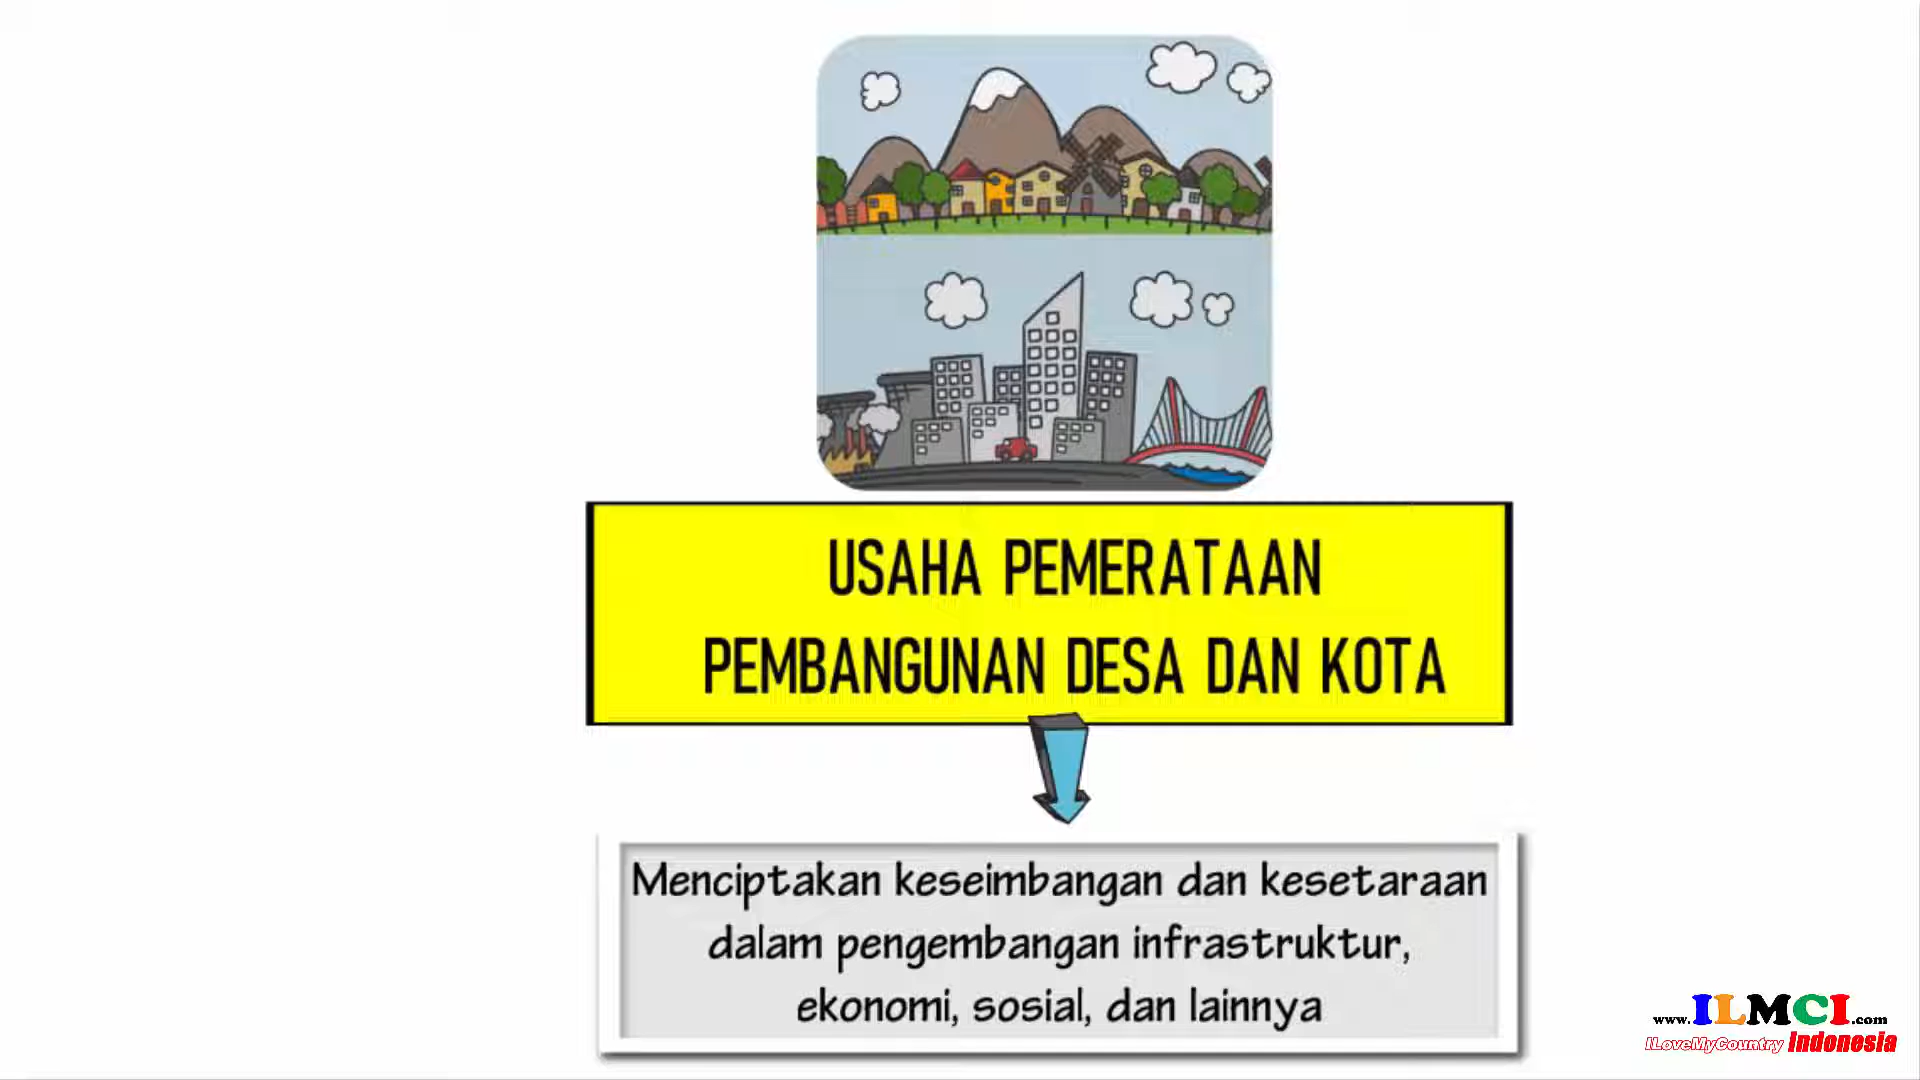 USAHA PEMERATAAN
PEMBANGUNAN DESA DAN KOTA
Menciptakan keseimbangan dan kesetaraan
dalam pengembangan infrastruktur,
ekonomi, sosial, dan lainnya
www.ILMCI.com
ILoveMyCountry Indonesia